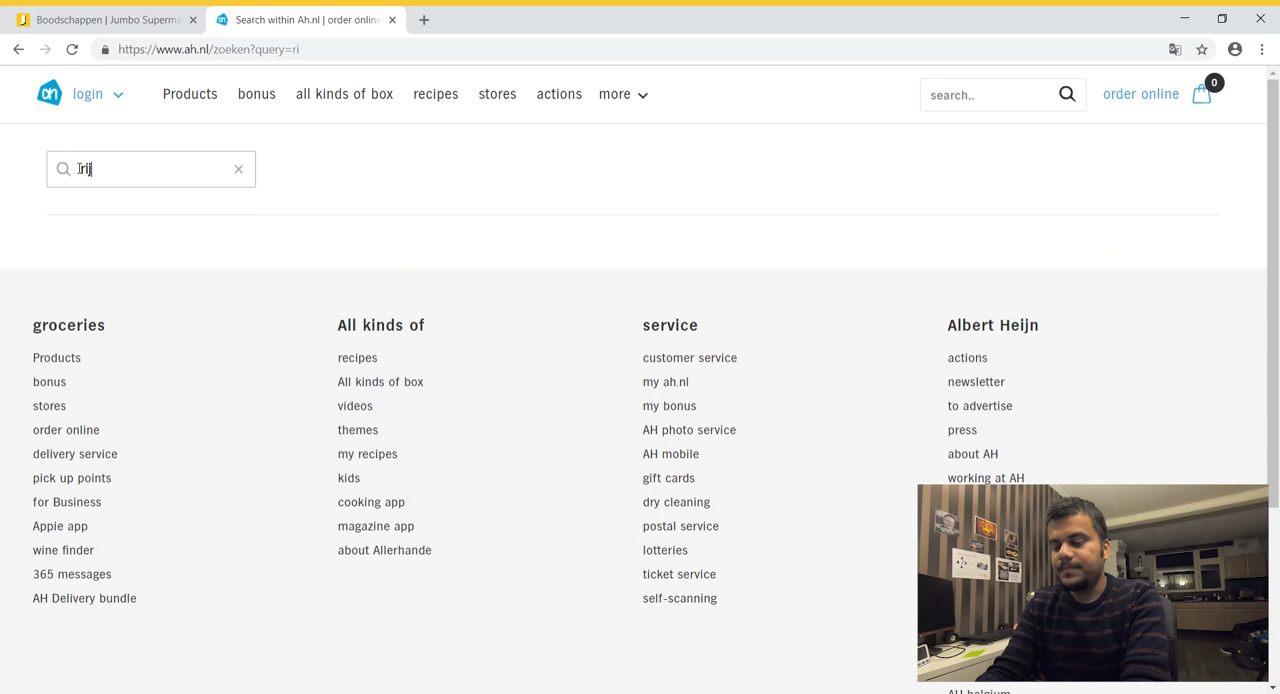 Boodschappen | Jumbo Superma
Search within Ah.nl | order online
https://www.ah.nl/zoeken?query=ri
ah
login
Products
bonus
all kinds of box
recipes
stores
actions
more
search..
order online
0
rij
groceries
Products
bonus
stores
order online
delivery service
pick up points
for Business
Appie app
wine finder
365 messages
AH Delivery bundle
All kinds of
recipes
All kinds of box
videos
themes
my recipes
kids
cooking app
magazine app
about Allerhande
service
customer service
my ah.nl
my bonus
AH photo service
AH mobile
gift cards
dry cleaning
postal service
lotteries
ticket service
self-scanning
Albert Heijn
actions
newsletter
to advertise
press
about AH
working at AH
AH belgium